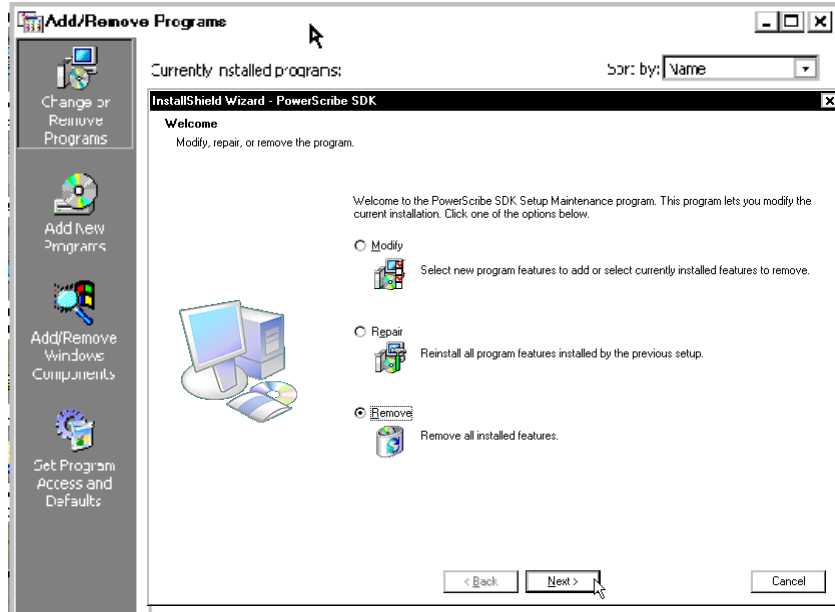 Add/Remove Programs
Change or
Remove
Programs
Add New
Programs
Add/Remove
Windows
Components
Set Program
Access and
Defaults
Currently installed programs:
Sort by: Name
InstallShield Wizard - PowerScribe SDK
Welcome
Modify, repair, or remove the program.
Welcome to the PowerScribe SDK Setup Maintenance program. This program lets you modify the
current installation. Click one of the options below.
Modify
Select new program features to add or select currently installed features to remove.
Repair
Reinstall all program features installed by the previous setup.
Remove
Remove all installed features.
< Back
Next >
Cancel